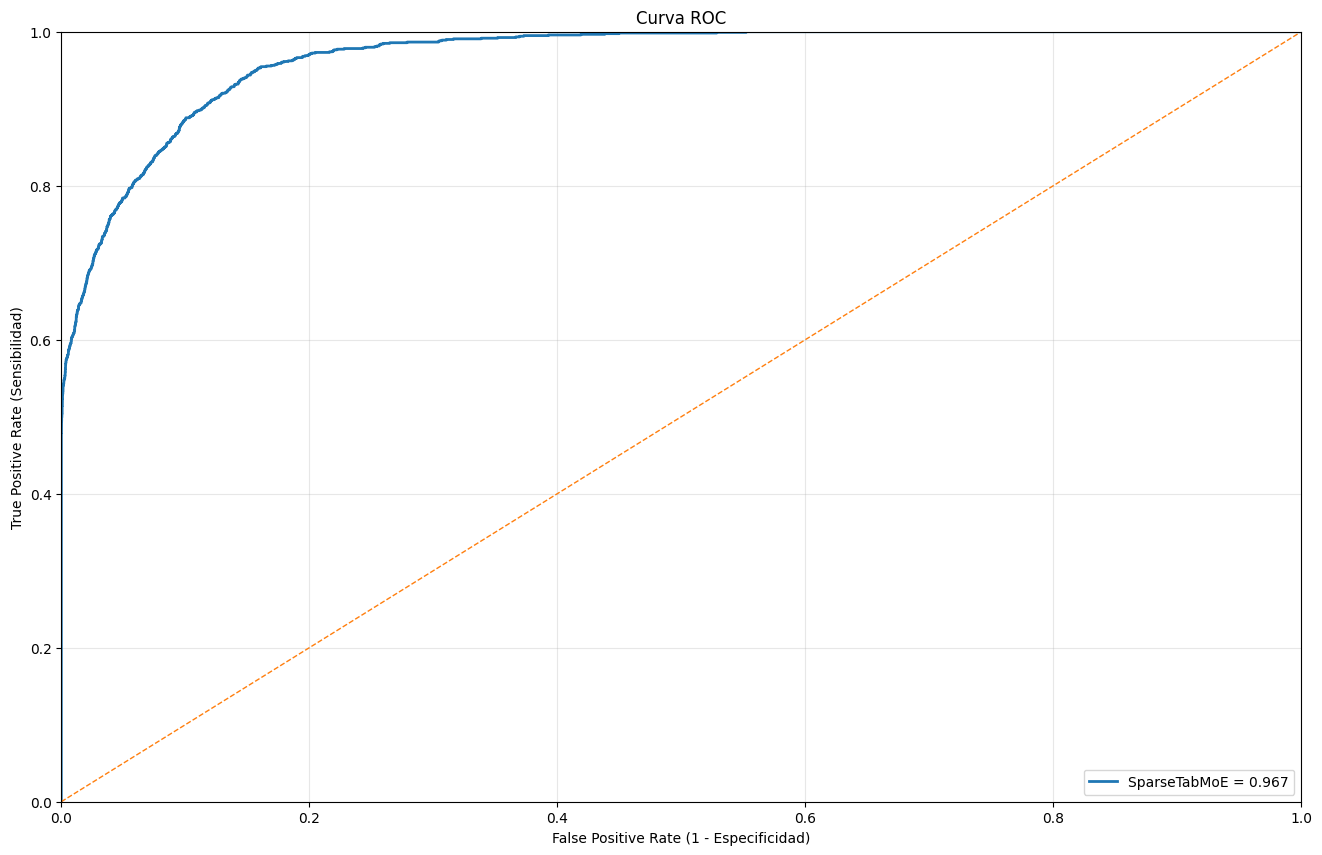 Curva ROC
True Positive Rate (Sensibilidad)
1.0
0.8
0.6
0.4
0.2
0.0
0.0 0.2 0.4 0.6 0.8 1.0
False Positive Rate (1 - Especificidad)
SparseTabMoE = 0.967